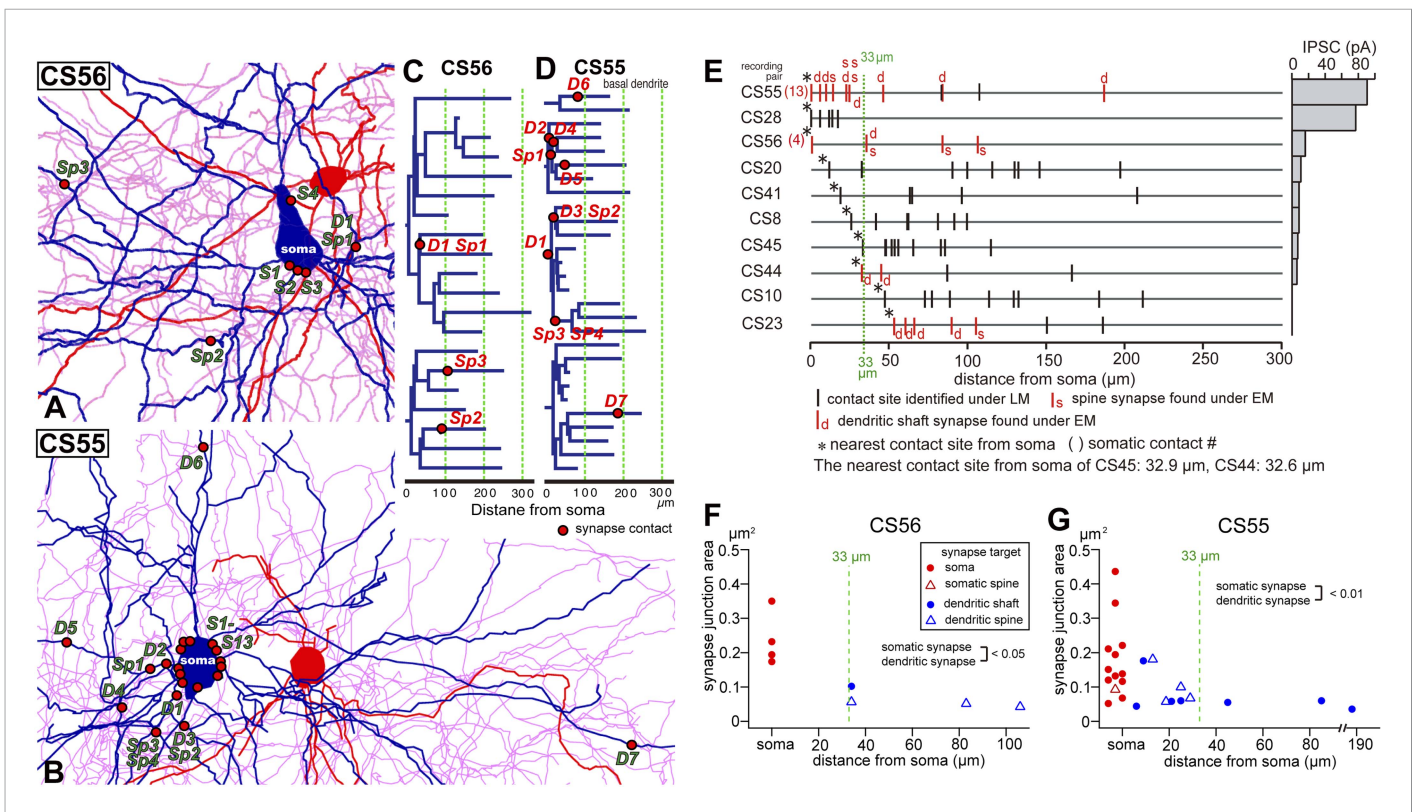 CS56
Sp3
S4
D1
Sp1
soma
S1
S2 S3
Sp2
A
CS55
D6
D5
D2
S1-
S13
Sp1
soma
D4
D1
D3
Sp2
Sp3
Sp4
D7
B
C CS56
D1 Sp1
Sp3
Sp2
0 100 200 300
D CS55
basal dendrite
D6
D2 D4
Sp1
D5
D3 Sp2
D1
Sp3 SP4
D7
0 100 200 300
µm
Distane from soma
synapse contact
E
recording
pair
33 µm
IPSC (pA)
0 40 80 100
s s
* d d d s d s d d d
CS55 (13)
d
CS28 *
CS56 (4) *
d
s s s
CS20 *
CS41 *
CS8 *
CS45 *
CS44 *
d d
CS10 *
CS23 *
d d d d s
0 50 100 150 200 250 300
33
µm
distance from soma (µm)
contact site identified under LM
s spine synapse found under EM
d dendritic shaft synapse found under EM
* nearest contact site from soma ( ) somatic contact #
The nearest contact site from soma of CS45: 32.9 µm, CS44: 32.6 µm
F CS56
µm²
synapse junction area
0.5
0.4
0.3
0.2
0.1
0
33 µm
synapse target
soma
somatic spine
dendritic shaft
dendritic spine
somatic synapse
dendritic synapse
< 0.05
soma 20 40 60 80 100
distance from soma (µm)
G CS55
µm²
synapse junction area
0.5
0.4
0.3
0.2
0.1
0
33 µm
somatic synapse
dendritic synapse
< 0.01
soma 20 40 60 80 190
distance from soma (µm)